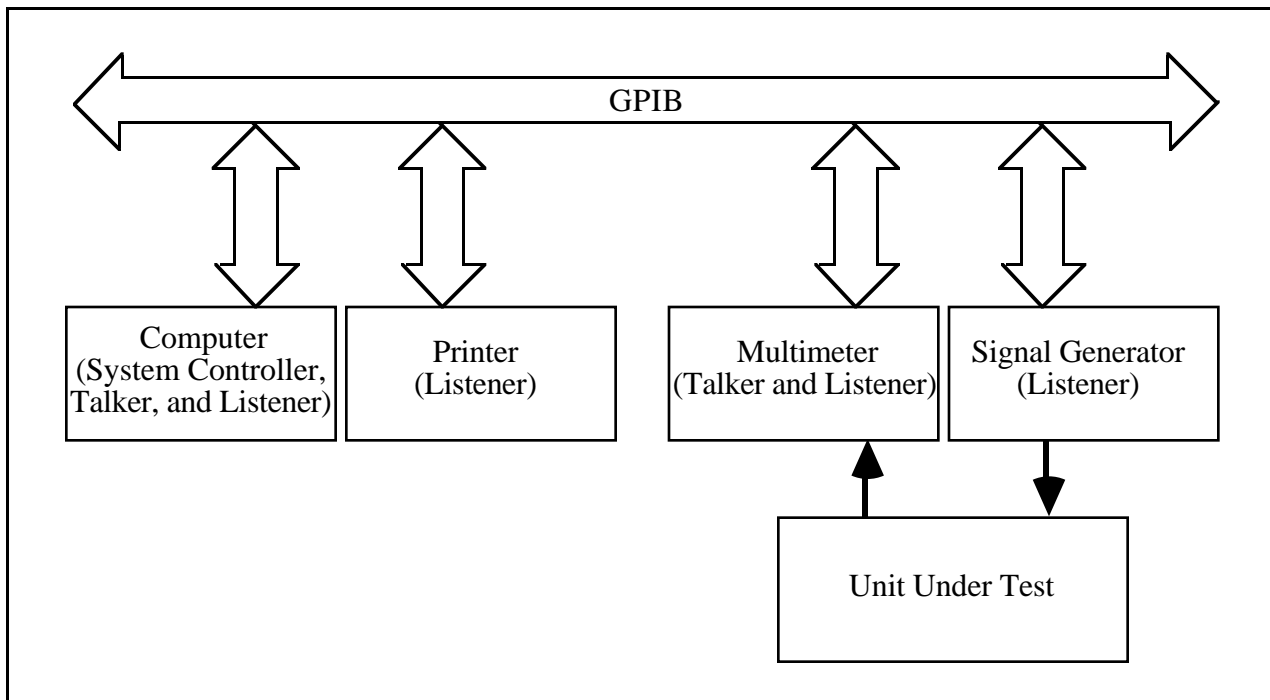 GPIB
Computer
(System Controller,
Talker, and Listener)
Printer
(Listener)
Multimeter
(Talker and Listener)
Signal Generator
(Listener)
Unit Under Test